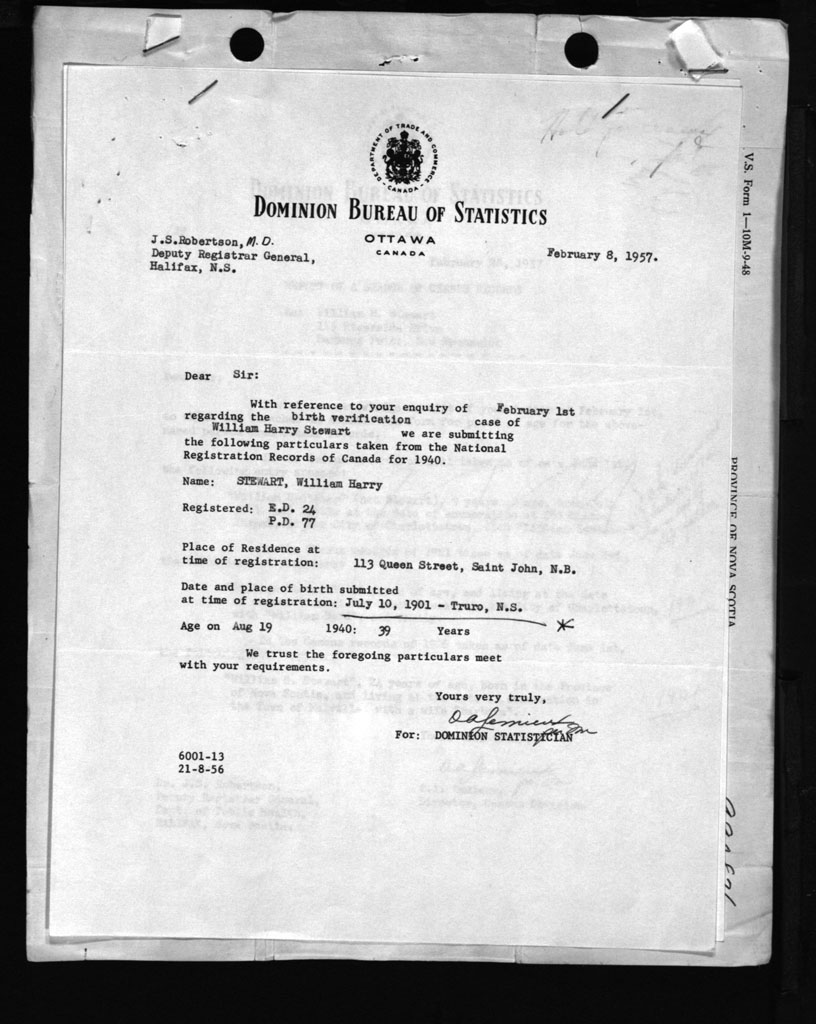 DEPARTMENT OF TRADE AND COMMERCE
CANADA
DOMINION BUREAU OF STATISTICS
OTTAWA
CANADA
J.S.Robertson, M.D.
Deputy Registrar General,
Halifax, N.S.
February 8, 1957.
Dear Sir:
With reference to your enquiry of February 1st
regarding the birth verification case of
William Harry Stewart we are submitting
the following particulars taken from the National
Registration Records of Canada for 1940.
Name: STEWART, William Harry
Registered: E.D. 24
P.D. 77
Place of Residence at
time of registration: 113 Queen Street, Saint John, N.B.
Date and place of birth submitted
at time of registration: July 10, 1901 - Truro, N.S.
Age on Aug 19 1940: 39 Years
We trust the foregoing particulars meet
with your requirements.
Yours very truly,
For: DOMINION STATISTICIAN
6001-13
21-8-56
V.S. Form 1—10M-9-48
PROVINCE OF NOVA SCOTIA